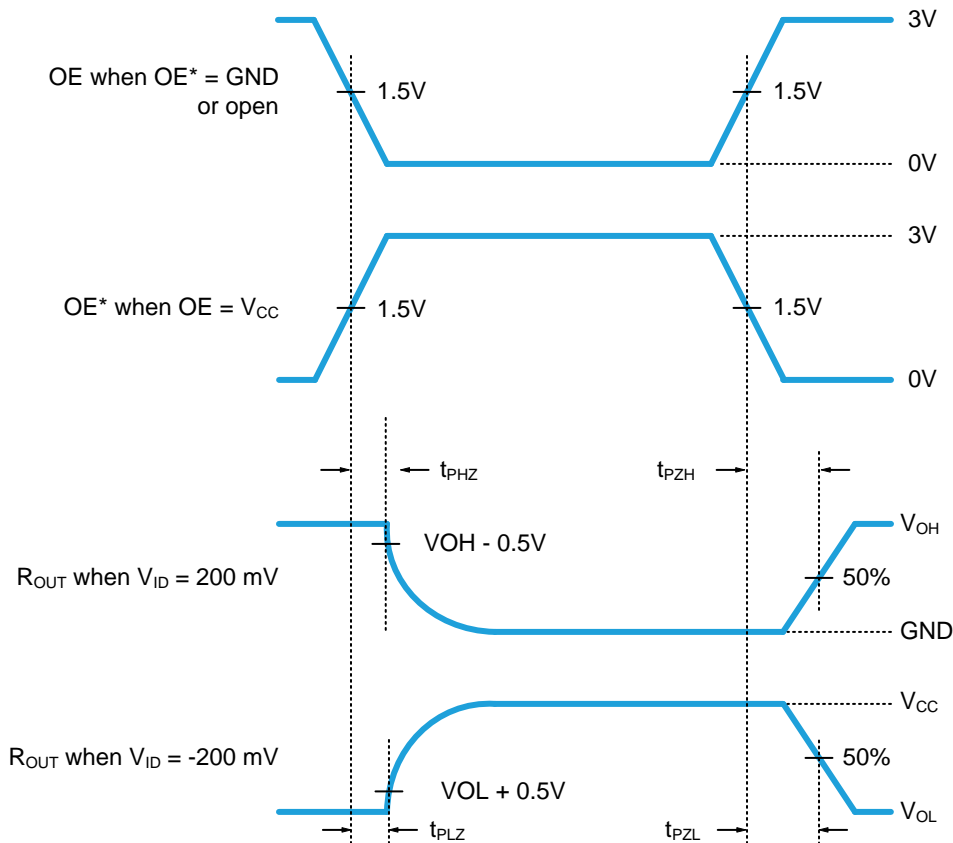 3V
OE when OE* = GND
or open
1.5V
1.5V
0V
3V
OE* when OE = VCC
1.5V
1.5V
0V
tPHZ
tPZH
VOH
VOH - 0.5V
ROUT when VID = 200 mV
50%
GND
VCC
ROUT when VID = -200 mV
50%
VOL + 0.5V
VOL
tPLZ
tPZL